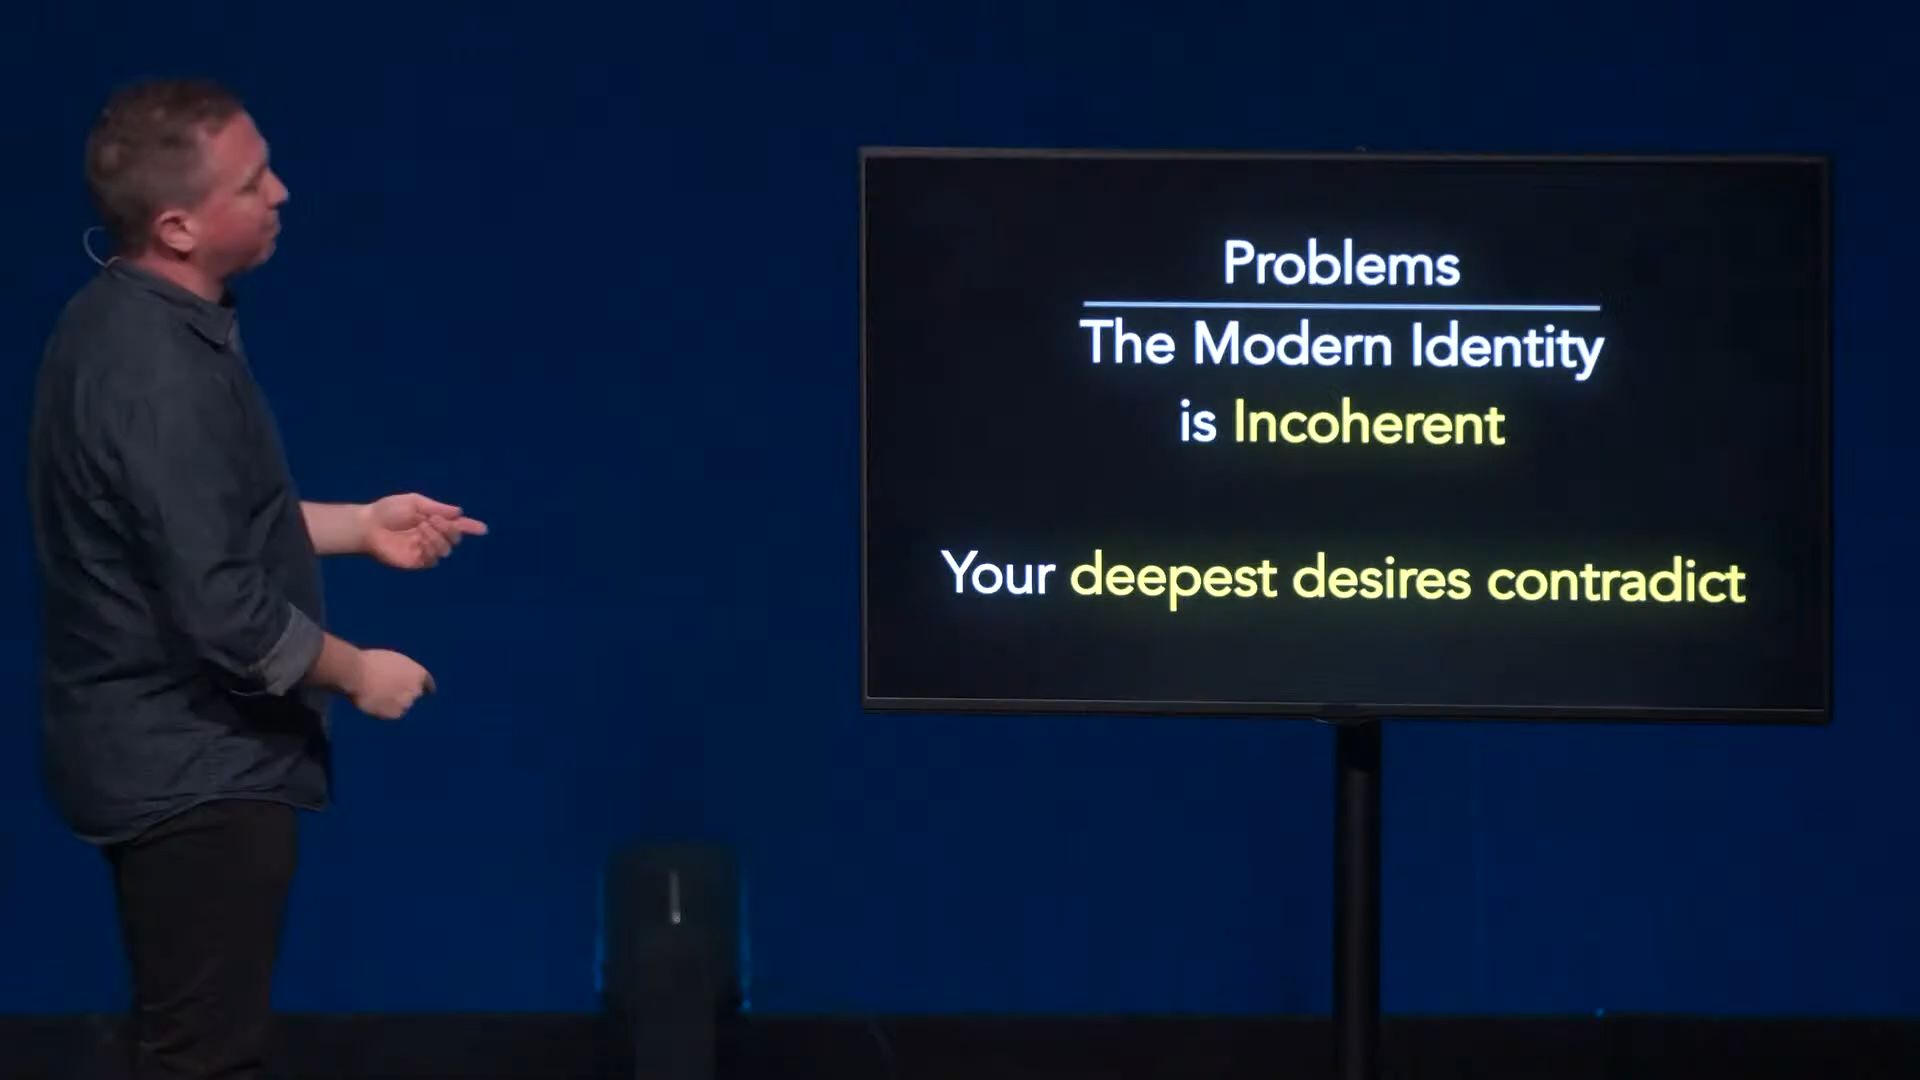 Problems
The Modern Identity
is Incoherent
Your deepest desires contradict